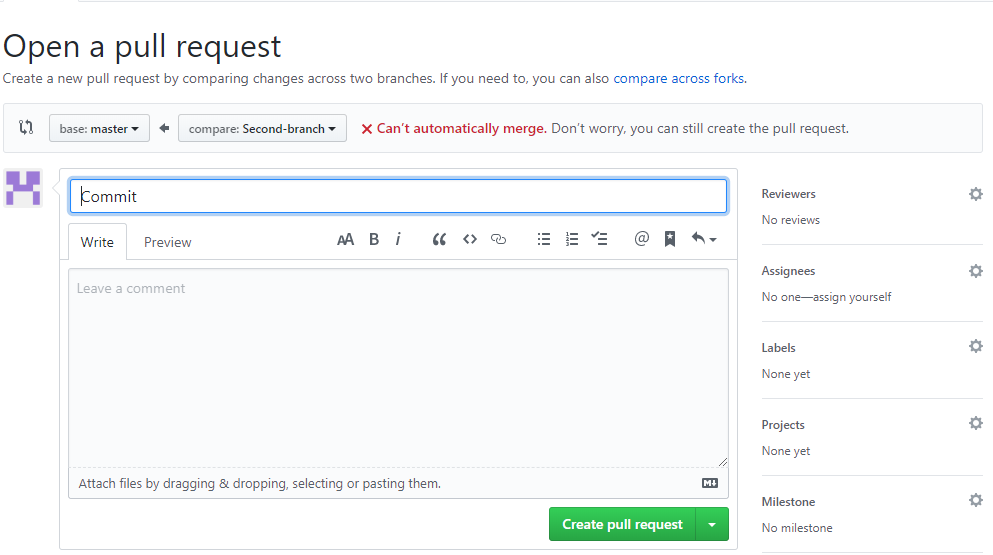 Open a pull request
Create a new pull request by comparing changes across two branches. If you need to, you can also compare across forks.
base: master compare: Second-branch Can’t automatically merge. Don’t worry, you can still create the pull request.
Commit
Write Preview
AA B i @
Leave a comment
Attach files by dragging & dropping, selecting or pasting them.
Create pull request
Reviewers
No reviews
Assignees
No one—assign yourself
Labels
None yet
Projects
None yet
Milestone
No milestone